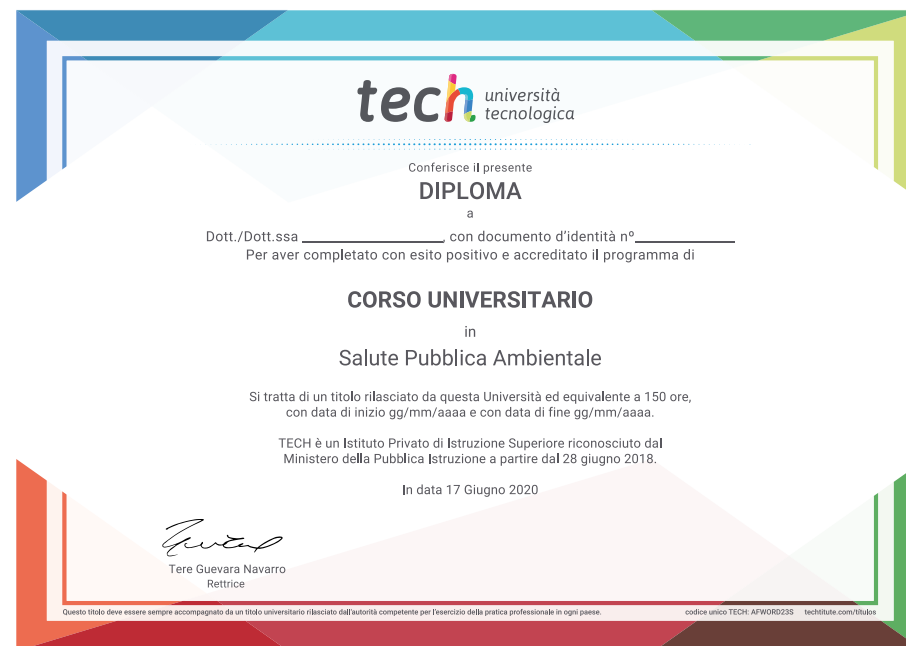 tech università
tecnologica
Conferisce il presente
DIPLOMA
a
Dott./Dott.ssa ____________________, con documento d'identità nº______________
Per aver completato con esito positivo e accreditato il programma di
CORSO UNIVERSITARIO
in
Salute Pubblica Ambientale
Si tratta di un titolo rilasciato da questa Università ed equivalente a 150 ore,
con data di inizio gg/mm/aaaa e con data di fine gg/mm/aaaa.
TECH è un Istituto Privato di Istruzione Superiore riconosciuto dal
Ministero della Pubblica Istruzione a partire dal 28 giugno 2018.
In data 17 Giugno 2020
Tere Guevara Navarro
Rettrice
Questo titolo deve essere sempre accompagnato da un titolo universitario rilasciato dall'autorità competente per l'esercizio della pratica professionale in ogni paese. codice unico TECH: AFWORD23S techtitute.com/títulos